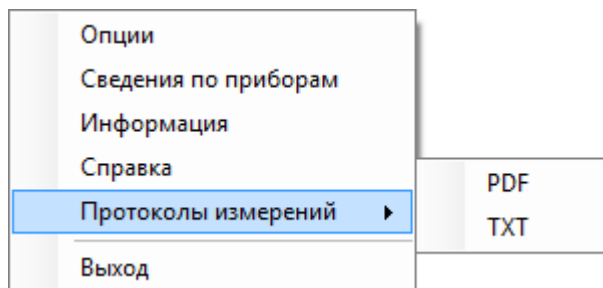 Опции
Сведения по приборам
Информация
Справка
Протоколы измерений
PDF
TXT
Выход